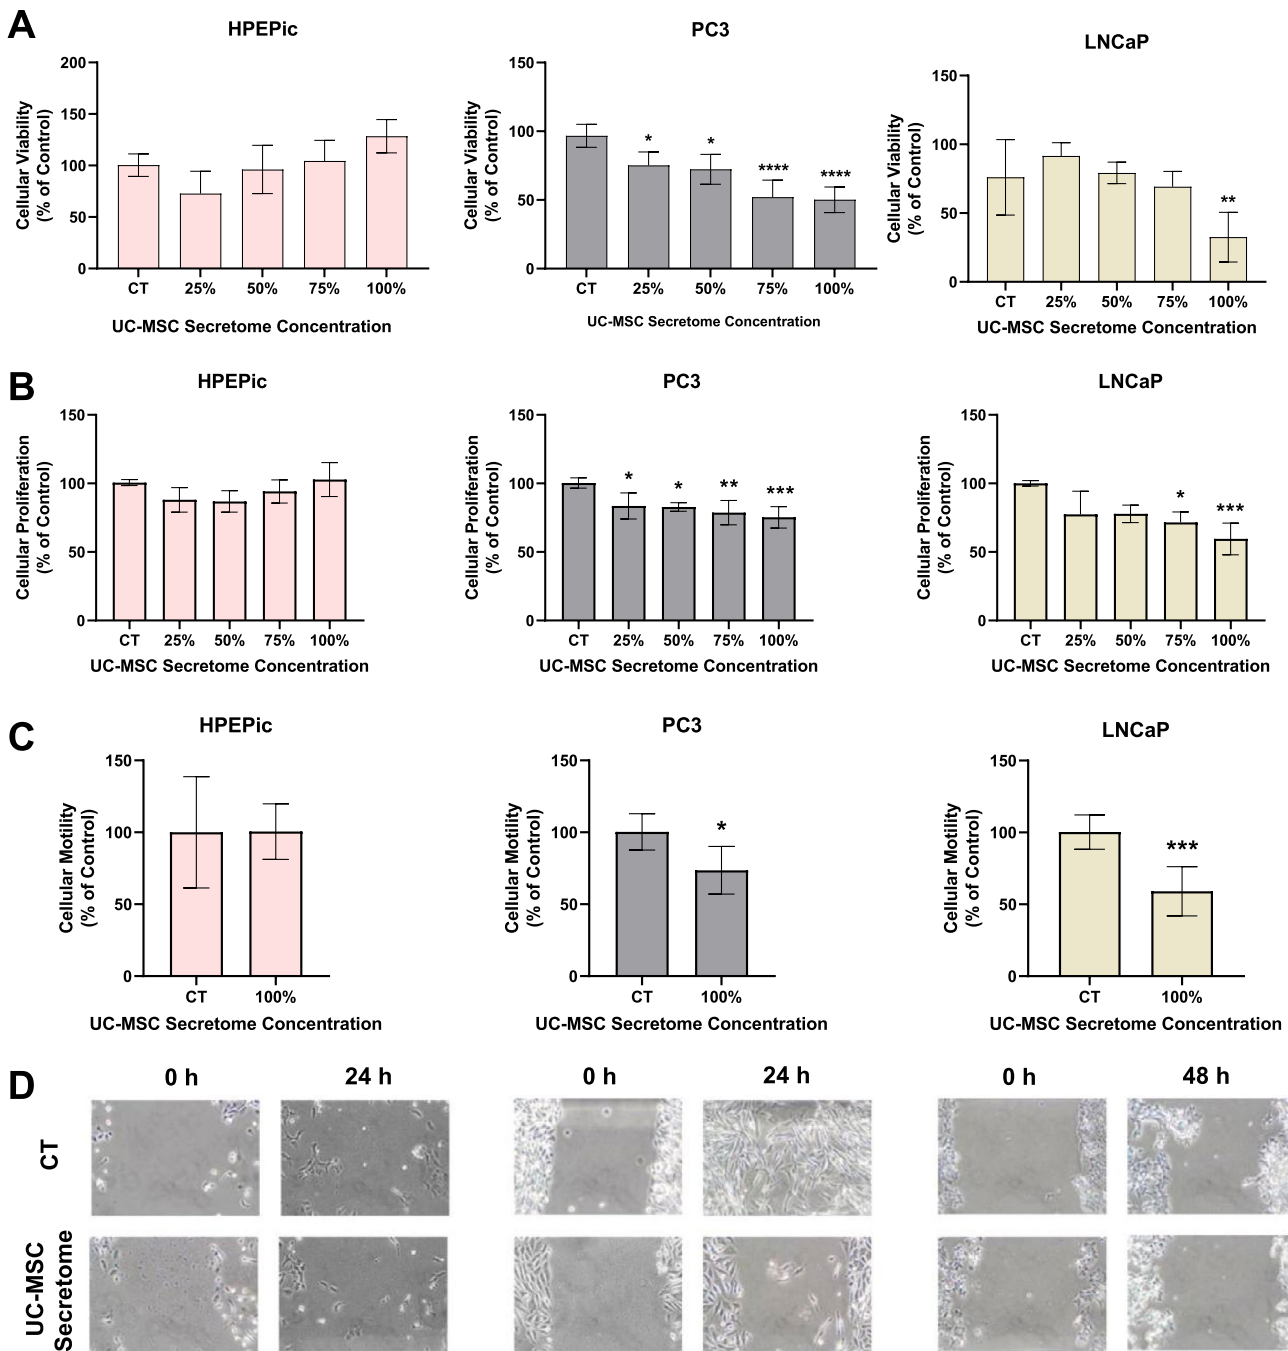 A
HPEPic
PC3
LNCaP
Cellular Viability
(% of Control)
200
150
100
50
0
CT 25% 50% 75% 100%
UC-MSC Secretome Concentration
Cellular Viability
(% of Control)
150
100
50
0
* * **** ****
CT 25% 50% 75% 100%
UC-MSC Secretome Concentration
Cellular Viability
(% of Control)
150
100
50
0
**
CT 25% 50% 75% 100%
UC-MSC Secretome Concentration
B
HPEPic
PC3
LNCaP
Cellular Proliferation
(% of Control)
150
100
50
0
CT 25% 50% 75% 100%
UC-MSC Secretome Concentration
Cellular Proliferation
(% of Control)
150
100
50
0
* * ** ***
CT 25% 50% 75% 100%
UC-MSC Secretome Concentration
Cellular Proliferation
(% of Control)
150
100
50
0
* ***
CT 25% 50% 75% 100%
UC-MSC Secretome Concentration
C
HPEPic
PC3
LNCaP
Cellular Motility
(% of Control)
150
100
50
0
CT 100%
UC-MSC Secretome Concentration
Cellular Motility
(% of Control)
150
100
50
0
*
CT 100%
UC-MSC Secretome Concentration
Cellular Motility
(% of Control)
150
100
50
0
***
CT 100%
UC-MSC Secretome Concentration
D
0 h 24 h 0 h 24 h 0 h 48 h
CT
UC-MSC
Secretome